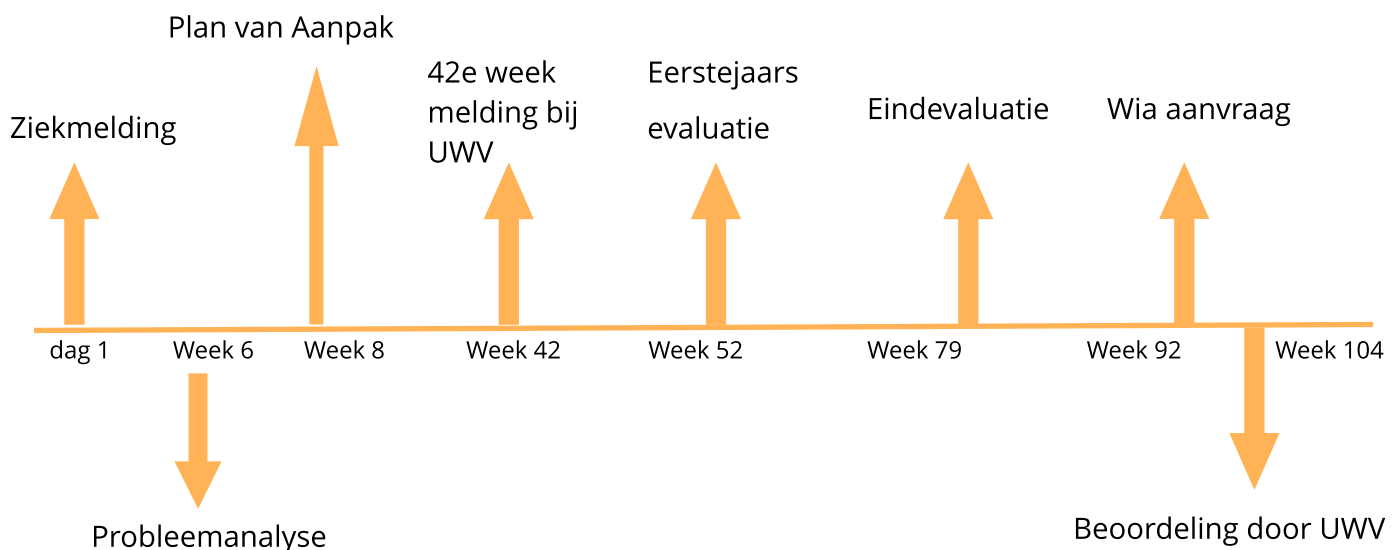 Plan van Aanpak
42e week
melding bij
UWV
Eerstejaars
evaluatie
Eindevaluatie
Wia aanvraag
Ziekmelding
dag 1
Week 6
Week 8
Week 42
Week 52
Week 79
Week 92
Week 104
Probleemanalyse
Beoordeling door UWV